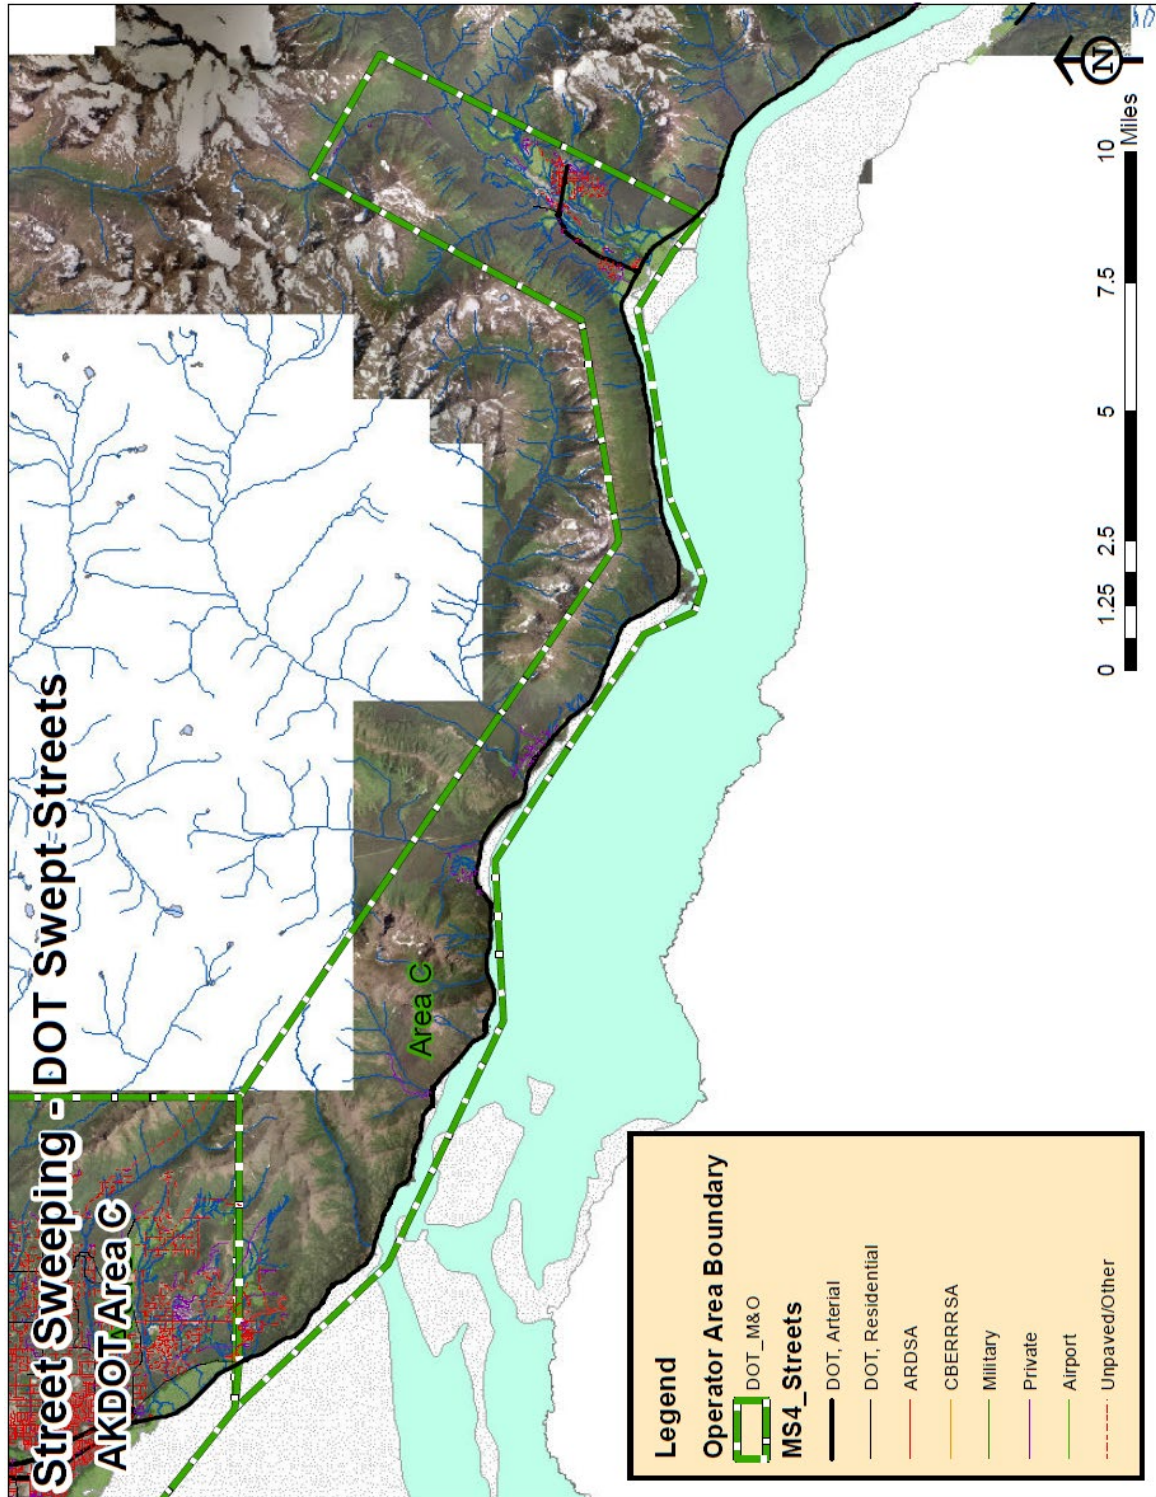 Street Sweeping - DOT Swept Streets
AKDOT Area C
Area C
Legend
Operator Area Boundary
DOT_M&O
MS4_Streets
DOT, Arterial
DOT, Residential
ARDSA
CBERRRSA
Military
Private
Airport
Unpaved/Other
0 1.25 2.5 5 7.5 10
Miles
N